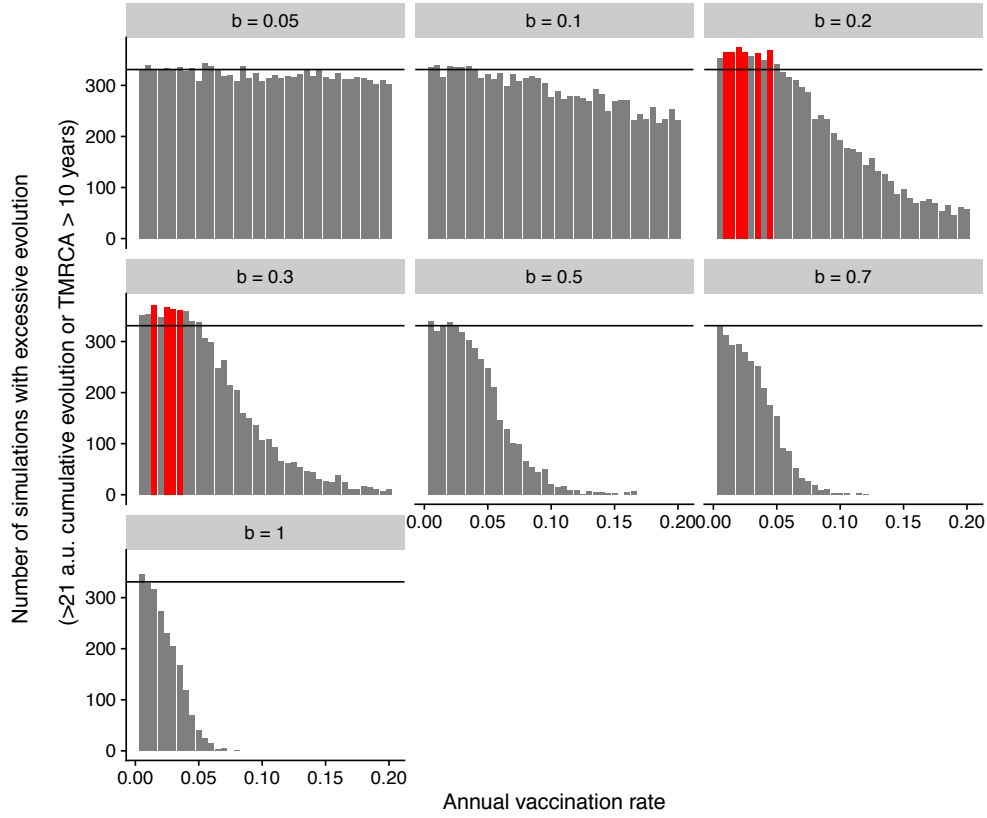 Number of simulations with excessive evolution
(>21 a.u. cumulative evolution or TMRCA > 10 years)
b = 0.05
b = 0.1
b = 0.2
300
200
100
0
b = 0.3
b = 0.5
b = 0.7
300
200
100
0
0.00 0.05 0.10 0.15 0.20
0.00 0.05 0.10 0.15 0.20
b = 1
300
200
100
0
0.00 0.05 0.10 0.15 0.20
Annual vaccination rate